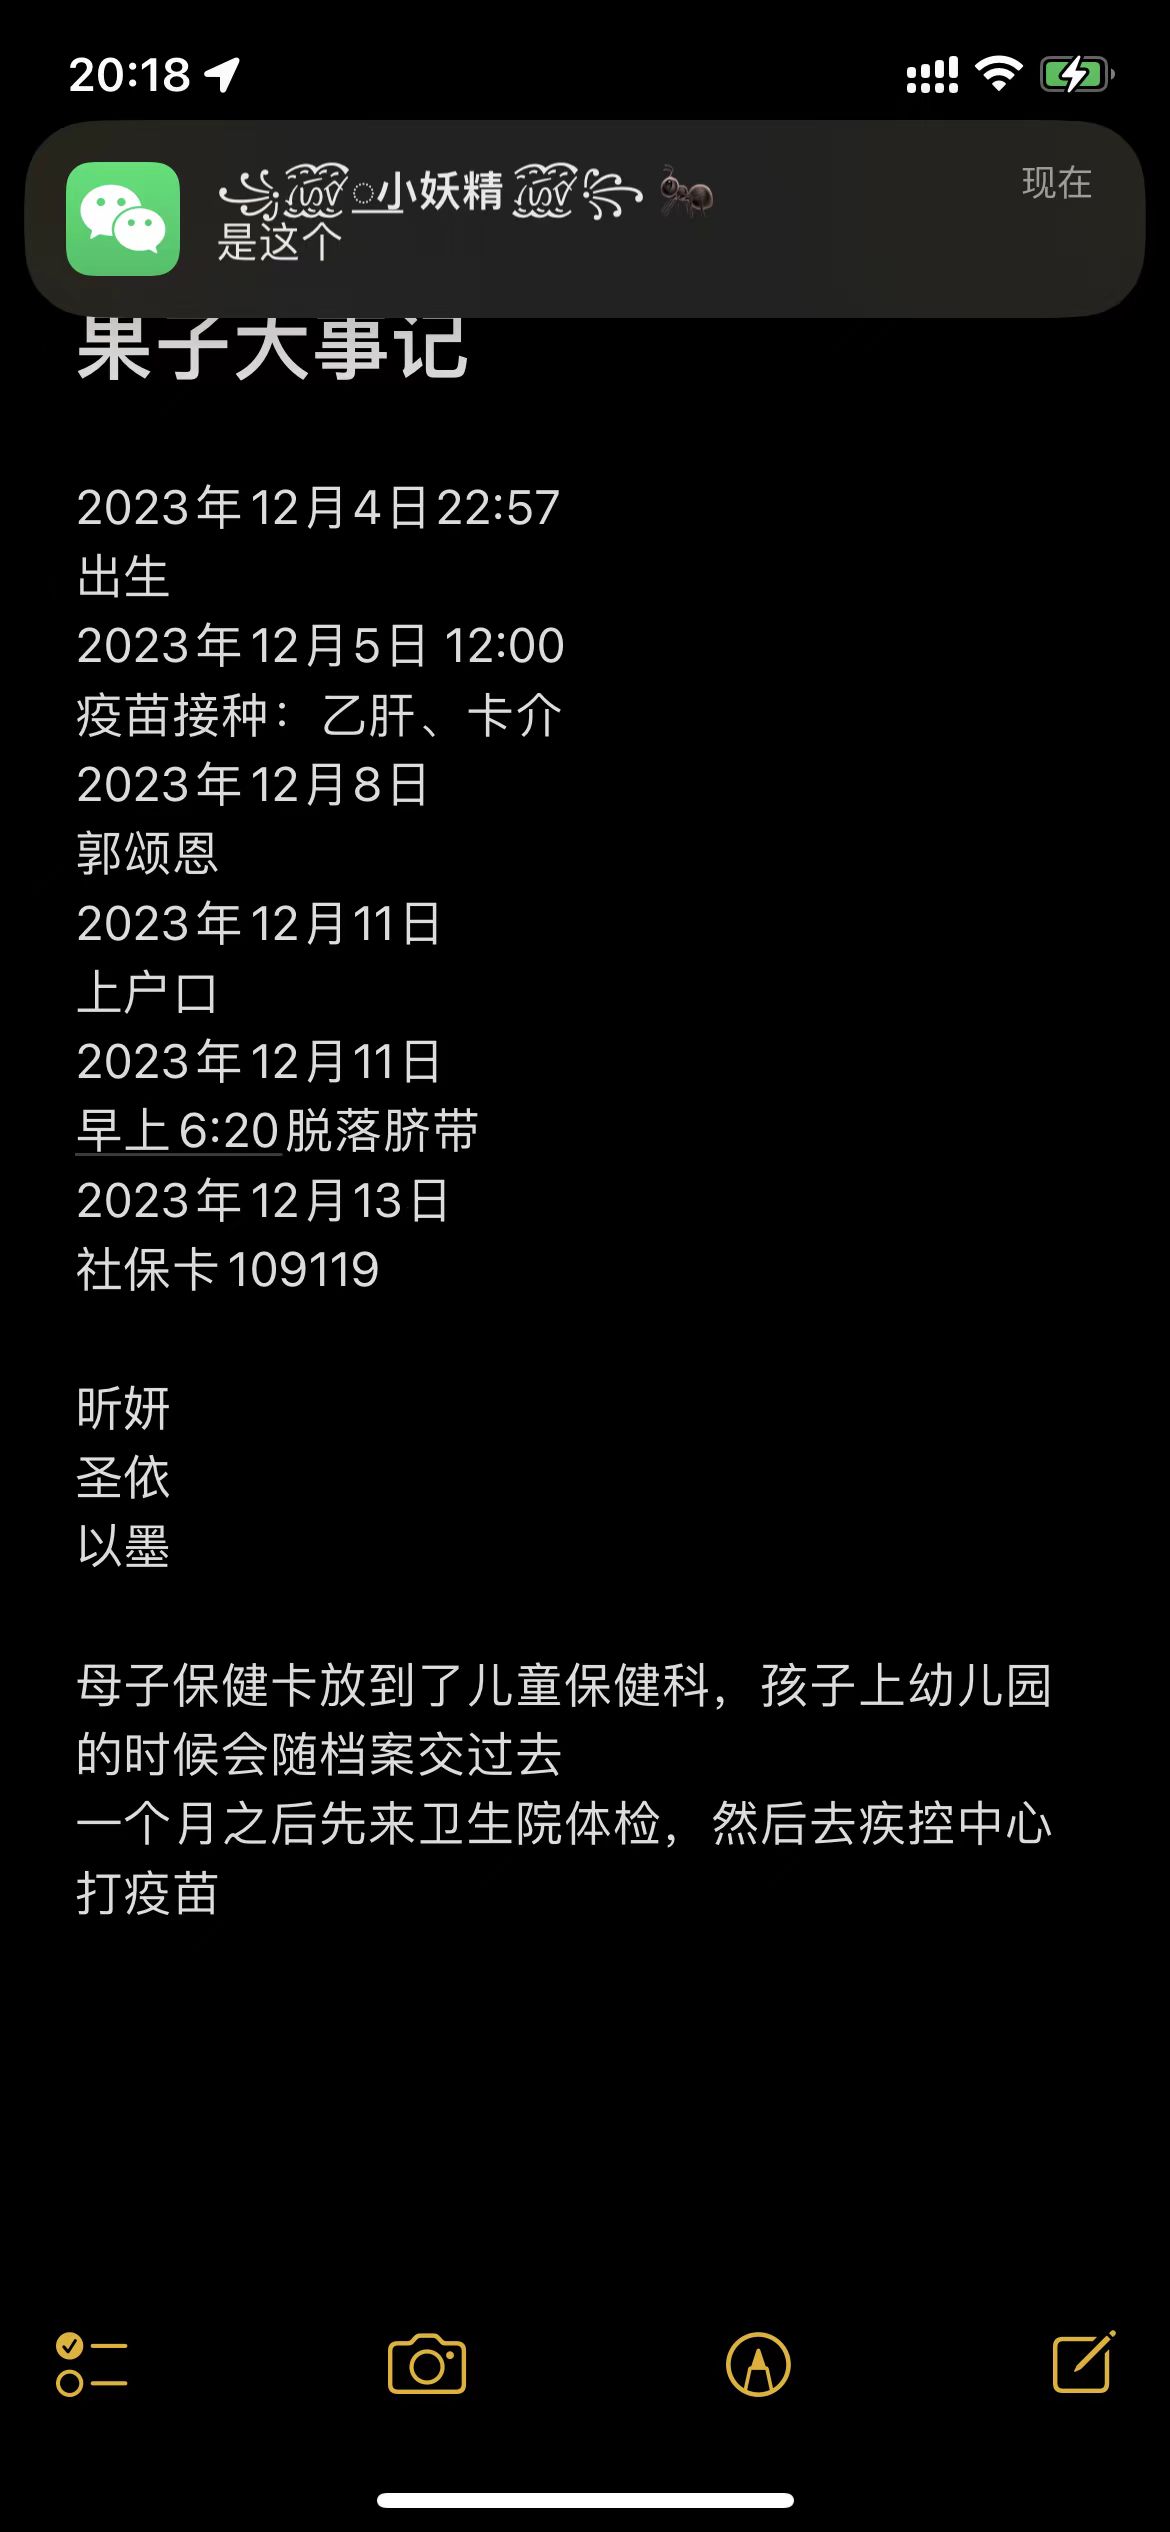 20:18
小妖精
现在
是这个
果子大事记
2023年12月4日22:57
出生
2023年12月5日 12:00
疫苗接种：乙肝、卡介
2023年12月8日
郭颂恩
2023年12月11日
上户口
2023年12月11日
早上6:20脱落脐带
2023年12月13日
社保卡109119
昕妍
圣依
以墨
母子保健卡放到了儿童保健科，孩子上幼儿园
的时候会随档案交过去
一个月之后先来卫生院体检，然后去疾控中心
打疫苗